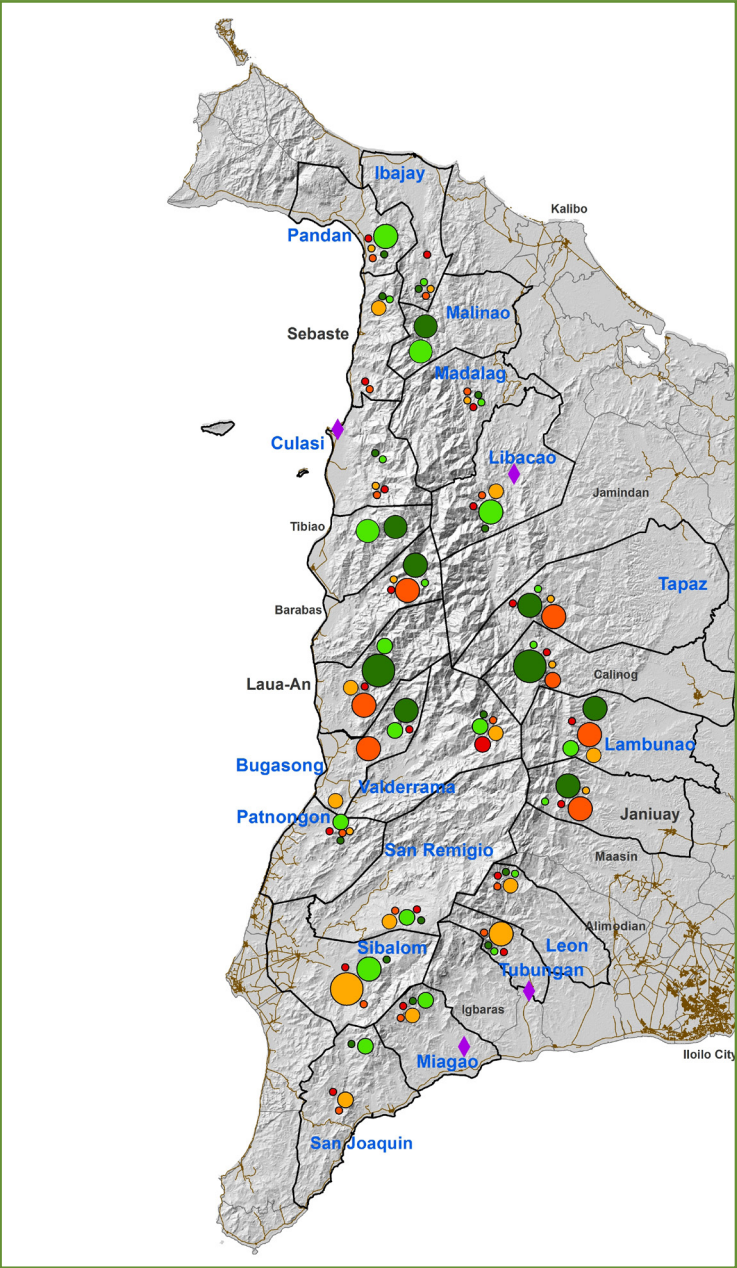 Ibajay
Kalibo
Pandan
Malinao
Sebaste
Madalag
Culasi
Libacao
Jamindan
Tibiao
Tapaz
Barabas
Calinog
Laua-An
Lambunao
Bugasong
Valderrama
Patnongon
Janiuay
San Remigio
Maasin
Alimodian
Sibalom
Leon
Tubungan
Igbaras
Iloilo City
Miagao
San Joaquin